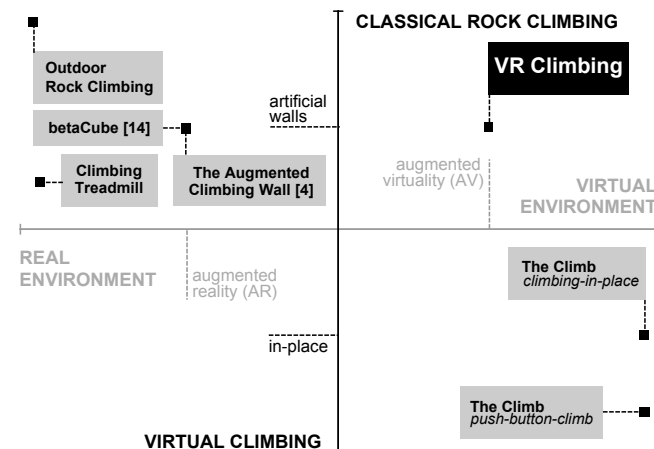 CLASSICAL ROCK CLIMBING
Outdoor
Rock Climbing
VR Climbing
artificial
walls
betaCube [14]
Climbing
Treadmill
The Augmented
Climbing Wall [4]
augmented
virtuality (AV)
VIRTUAL
ENVIRONMENT
REAL
ENVIRONMENT
augmented
reality (AR)
The Climb
climbing-in-place
in-place
The Climb
push-button-climb
VIRTUAL CLIMBING